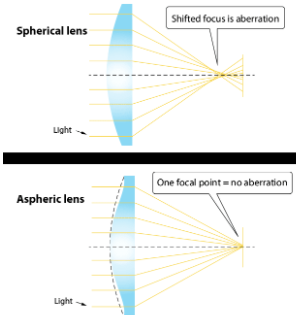 Shifted focus is aberration
Spherical lens
Light
One focal point = no aberration
Aspheric lens
Light